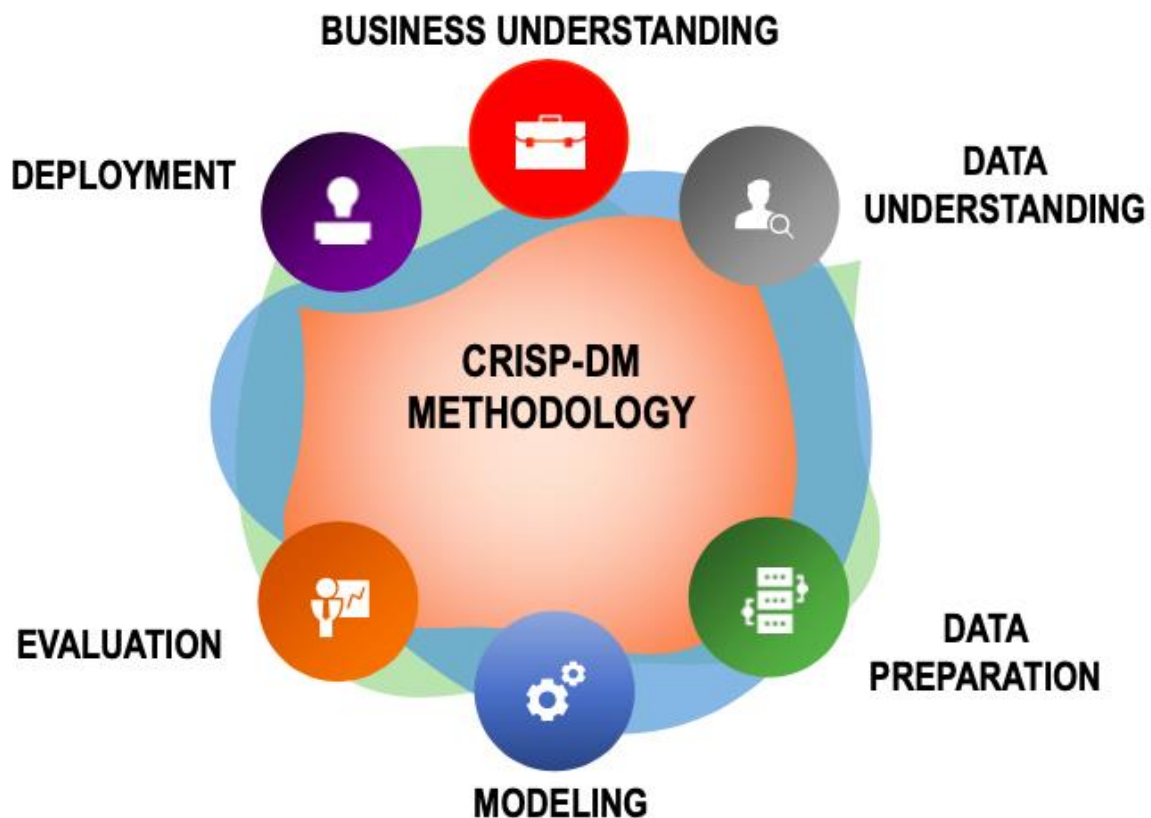 BUSINESS UNDERSTANDING
DEPLOYMENT
DATA
UNDERSTANDING
CRISP-DM
METHODOLOGY
EVALUATION
DATA
PREPARATION
MODELING